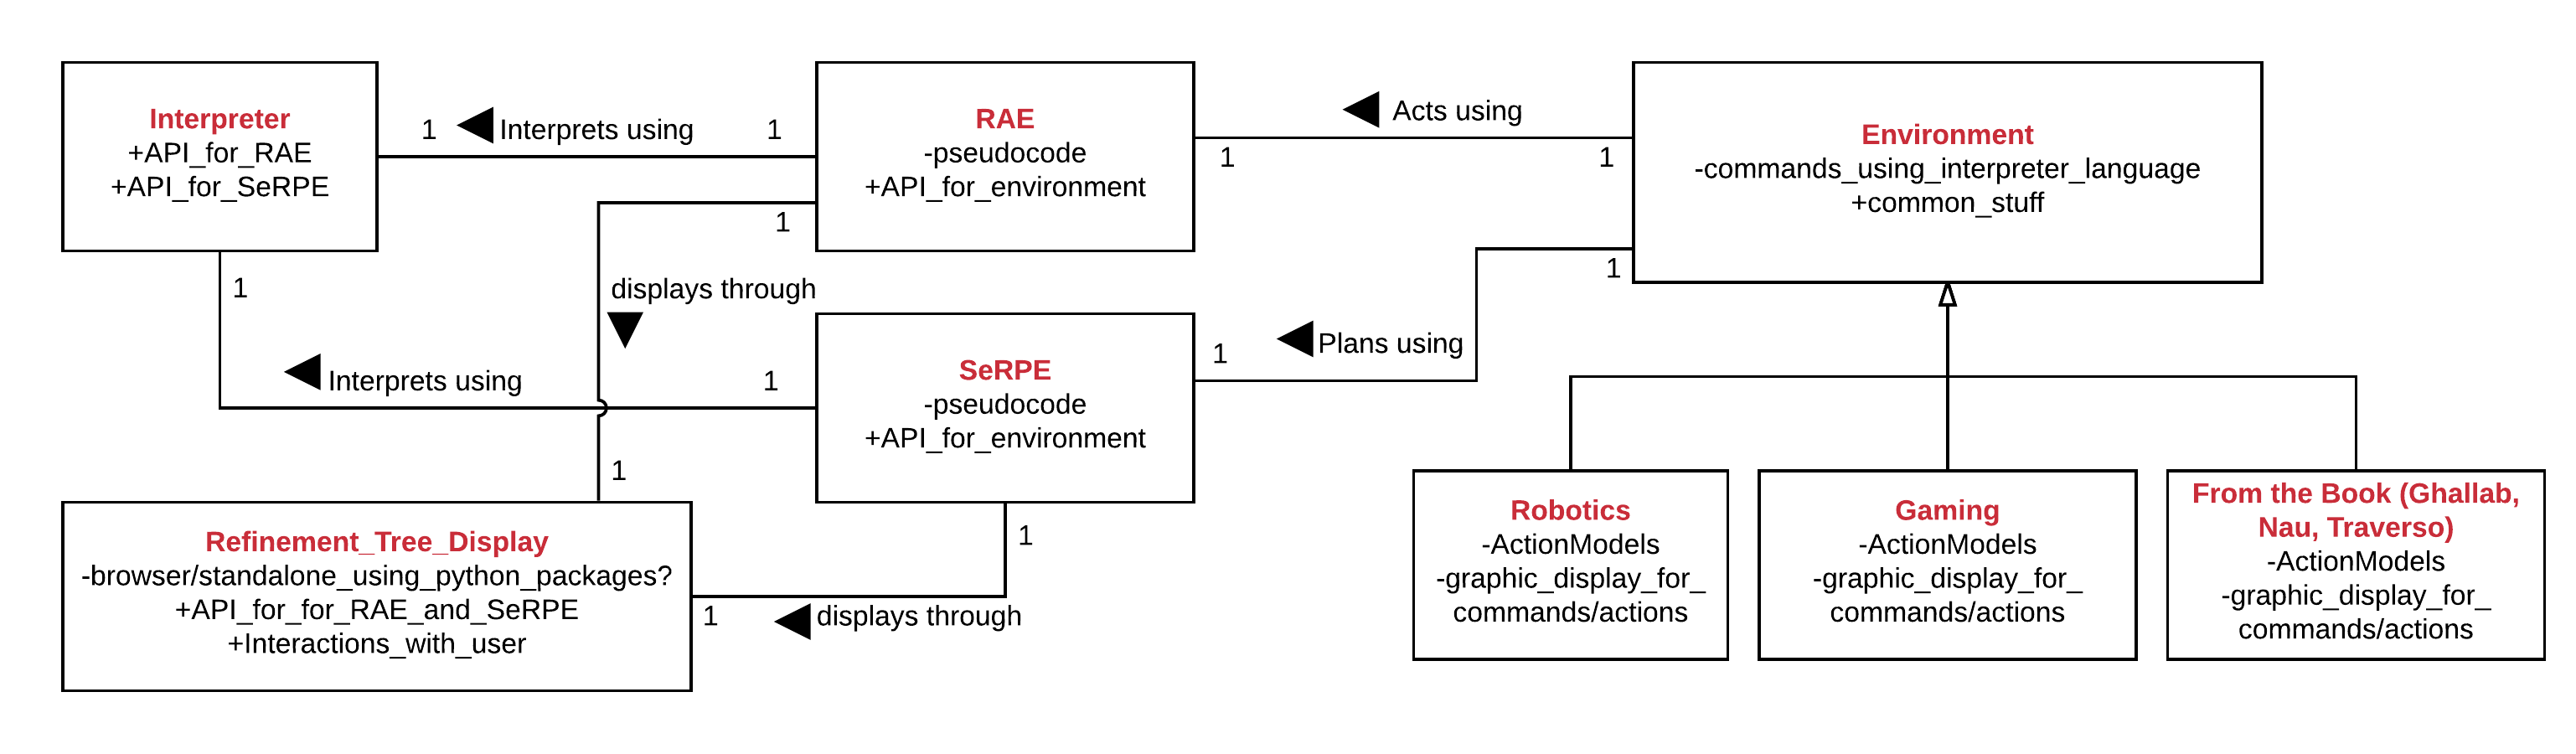 Interpreter
+API_for_RAE
+API_for_SeRPE
1
Interprets using
1
RAE
-pseudocode
+API_for_environment
Acts using
1
1
Environment
-commands_using_interpreter_language
+common_stuff
1
displays through
1
1
Interprets using
1
SeRPE
-pseudocode
+API_for_environment
1
Plans using
1
1
Refinement_Tree_Display
-browser/standalone_using_python_packages?
+API_for_for_RAE_and_SeRPE
+Interactions_with_user
1
displays through
1
Robotics
-ActionModels
-graphic_display_for_
commands/actions
Gaming
-ActionModels
-graphic_display_for_
commands/actions
From the Book (Ghallab,
Nau, Traverso)
-ActionModels
-graphic_display_for_
commands/actions